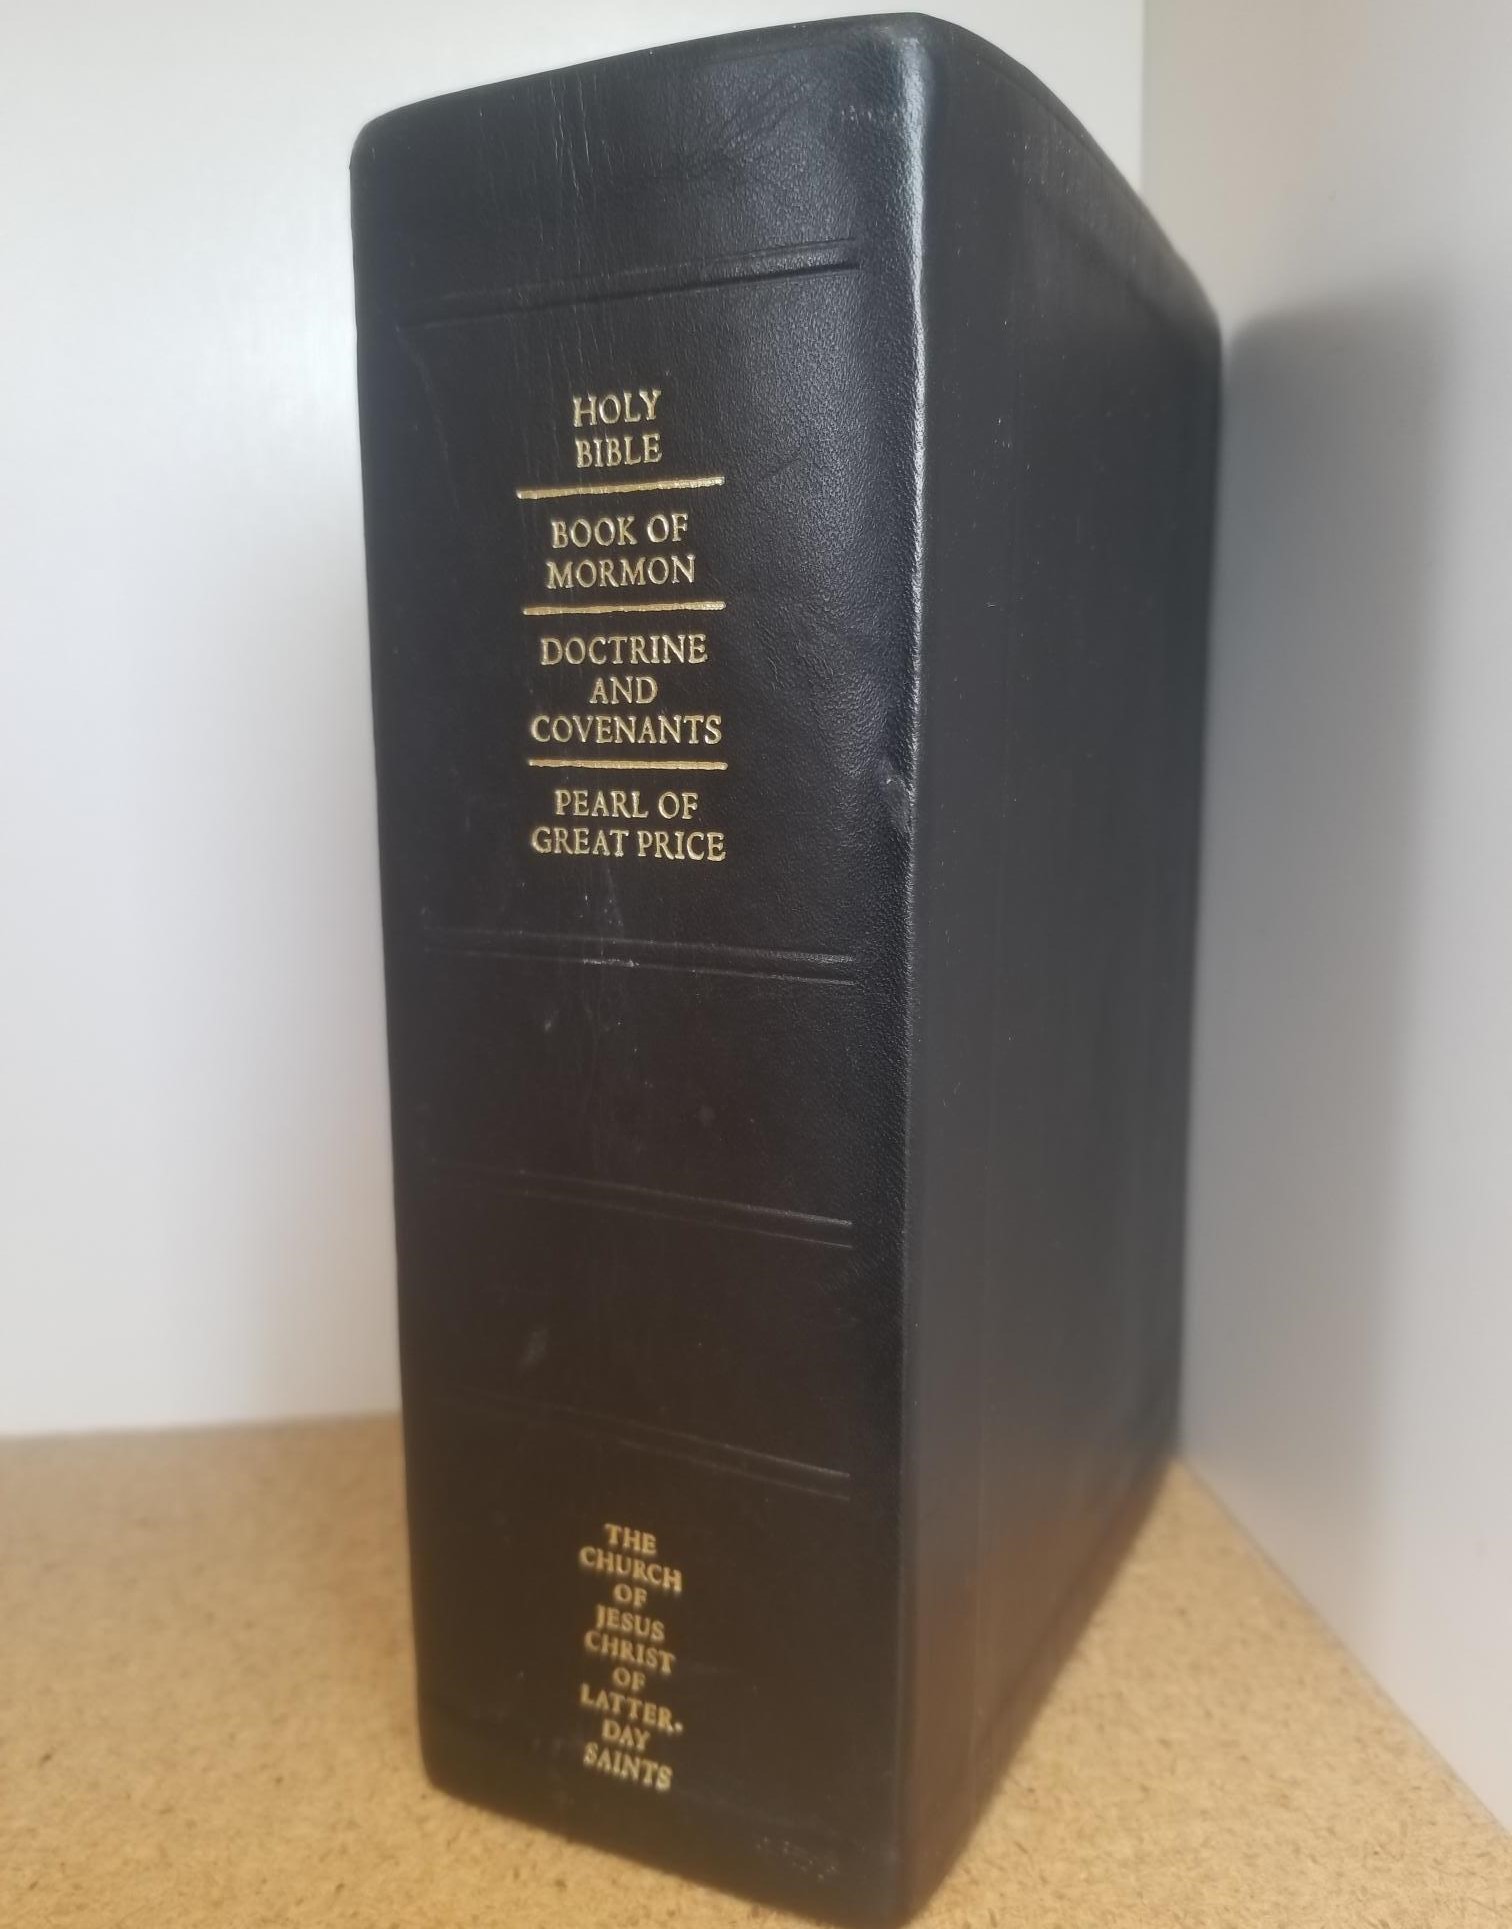 HOLY
BIBLE
BOOK OF
MORMON
DOCTRINE
AND
COVENANTS
PEARL OF
GREAT PRICE
THE
CHURCH
OF
JESUS
CHRIST
OF
LATTER-
DAY
SAINTS